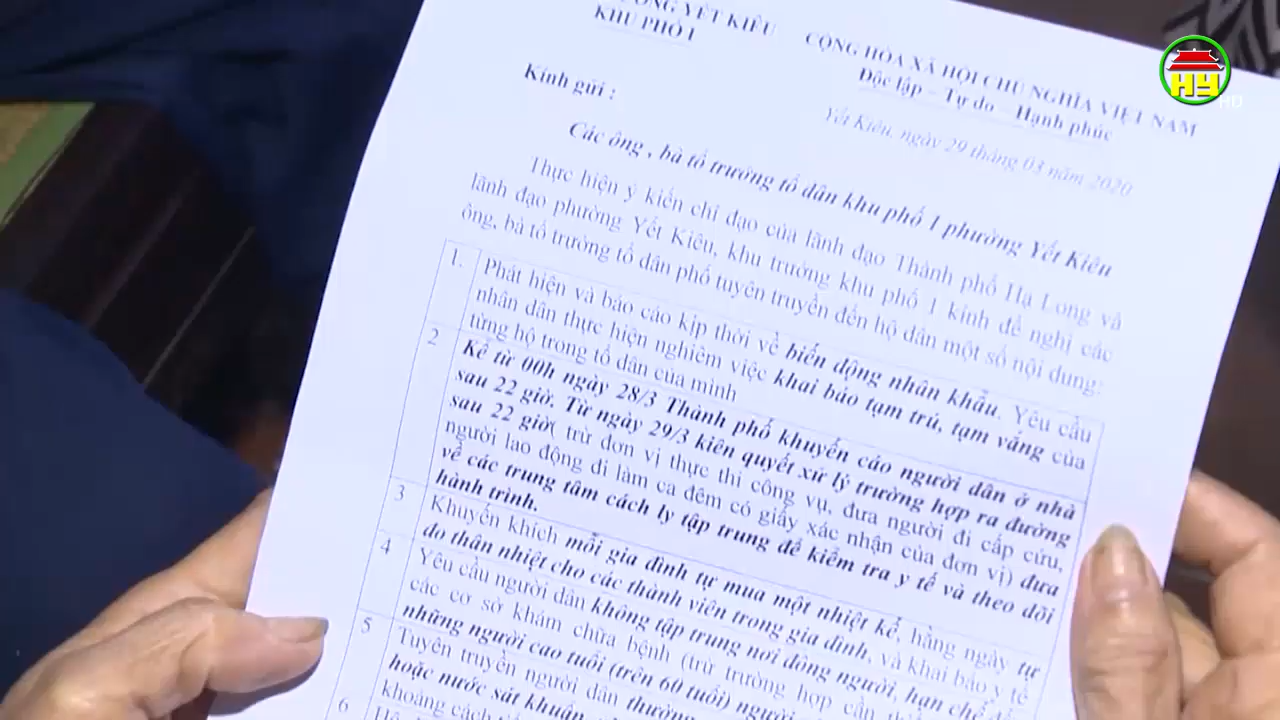 YẾT KIÊU
KHU PHỐ 1
CỘNG HÒA XÃ HỘI CHỦ NGHĨA VIỆT NAM
Độc lập – Tự do – Hạnh phúc
Yết Kiêu, ngày 29 tháng 03 năm 2020
Kính gửi :
Các ông , bà tổ trưởng tổ dân khu phố 1 phường Yết Kiêu
Thực hiện ý kiến chỉ đạo của lãnh đạo Thành phố Hạ Long và
lãnh đạo phường Yết Kiêu, khu trưởng khu phố 1 kính đề nghị các
ông, bà tổ trưởng tổ dân phố tuyên truyền đến hộ dân một số nội dung:
1. Phát hiện và báo cáo kịp thời về biến động nhân khẩu. Yêu cầu
nhân dân thực hiện nghiêm việc khai báo tạm trú, tạm vắng của
từng hộ trong tổ dân của mình
2 Kể từ 00h ngày 28/3 Thành phố khuyến cáo người dân ở nhà
sau 22 giờ. Từ ngày 29/3 kiên quyết xử lý trường hợp ra đường
sau 22 giờ( trừ đơn vị thực thi công vụ, đưa người đi cấp cứu,
người lao động đi làm ca đêm có giấy xác nhận của đơn vị) đưa
về các trung tâm cách ly tập trung để kiểm tra y tế và theo dõi
hành trình.
3 Khuyến khích mỗi gia đình tự mua một nhiệt kế, hằng ngày tự
đo thân nhiệt cho các thành viên trong gia đình, và khai báo y tế
4 Yêu cầu người dân không tập trung nơi đông người, hạn chế
các cơ sở khám chữa bệnh (trừ trường hợp cần
những người cao tuổi (trên 60 tuổi) người
5 Tuyên truyền người dân thường
hoặc nước sát khuẩn,
khoảng cách
6
HY
HD